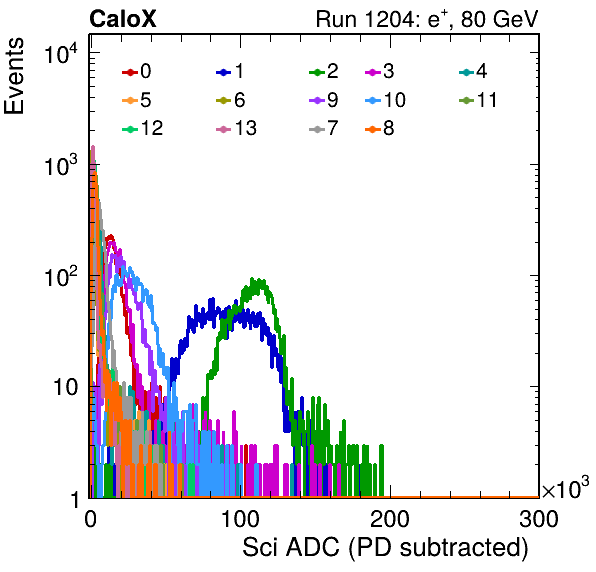 CaloX Run 1204: e⁺, 80 GeV
Events
10⁴
0 1 2 3 4
5 6 9 10 11
12 13 7 8
10³
10²
10
1
0 100 200 300
×10³
Sci ADC (PD subtracted)